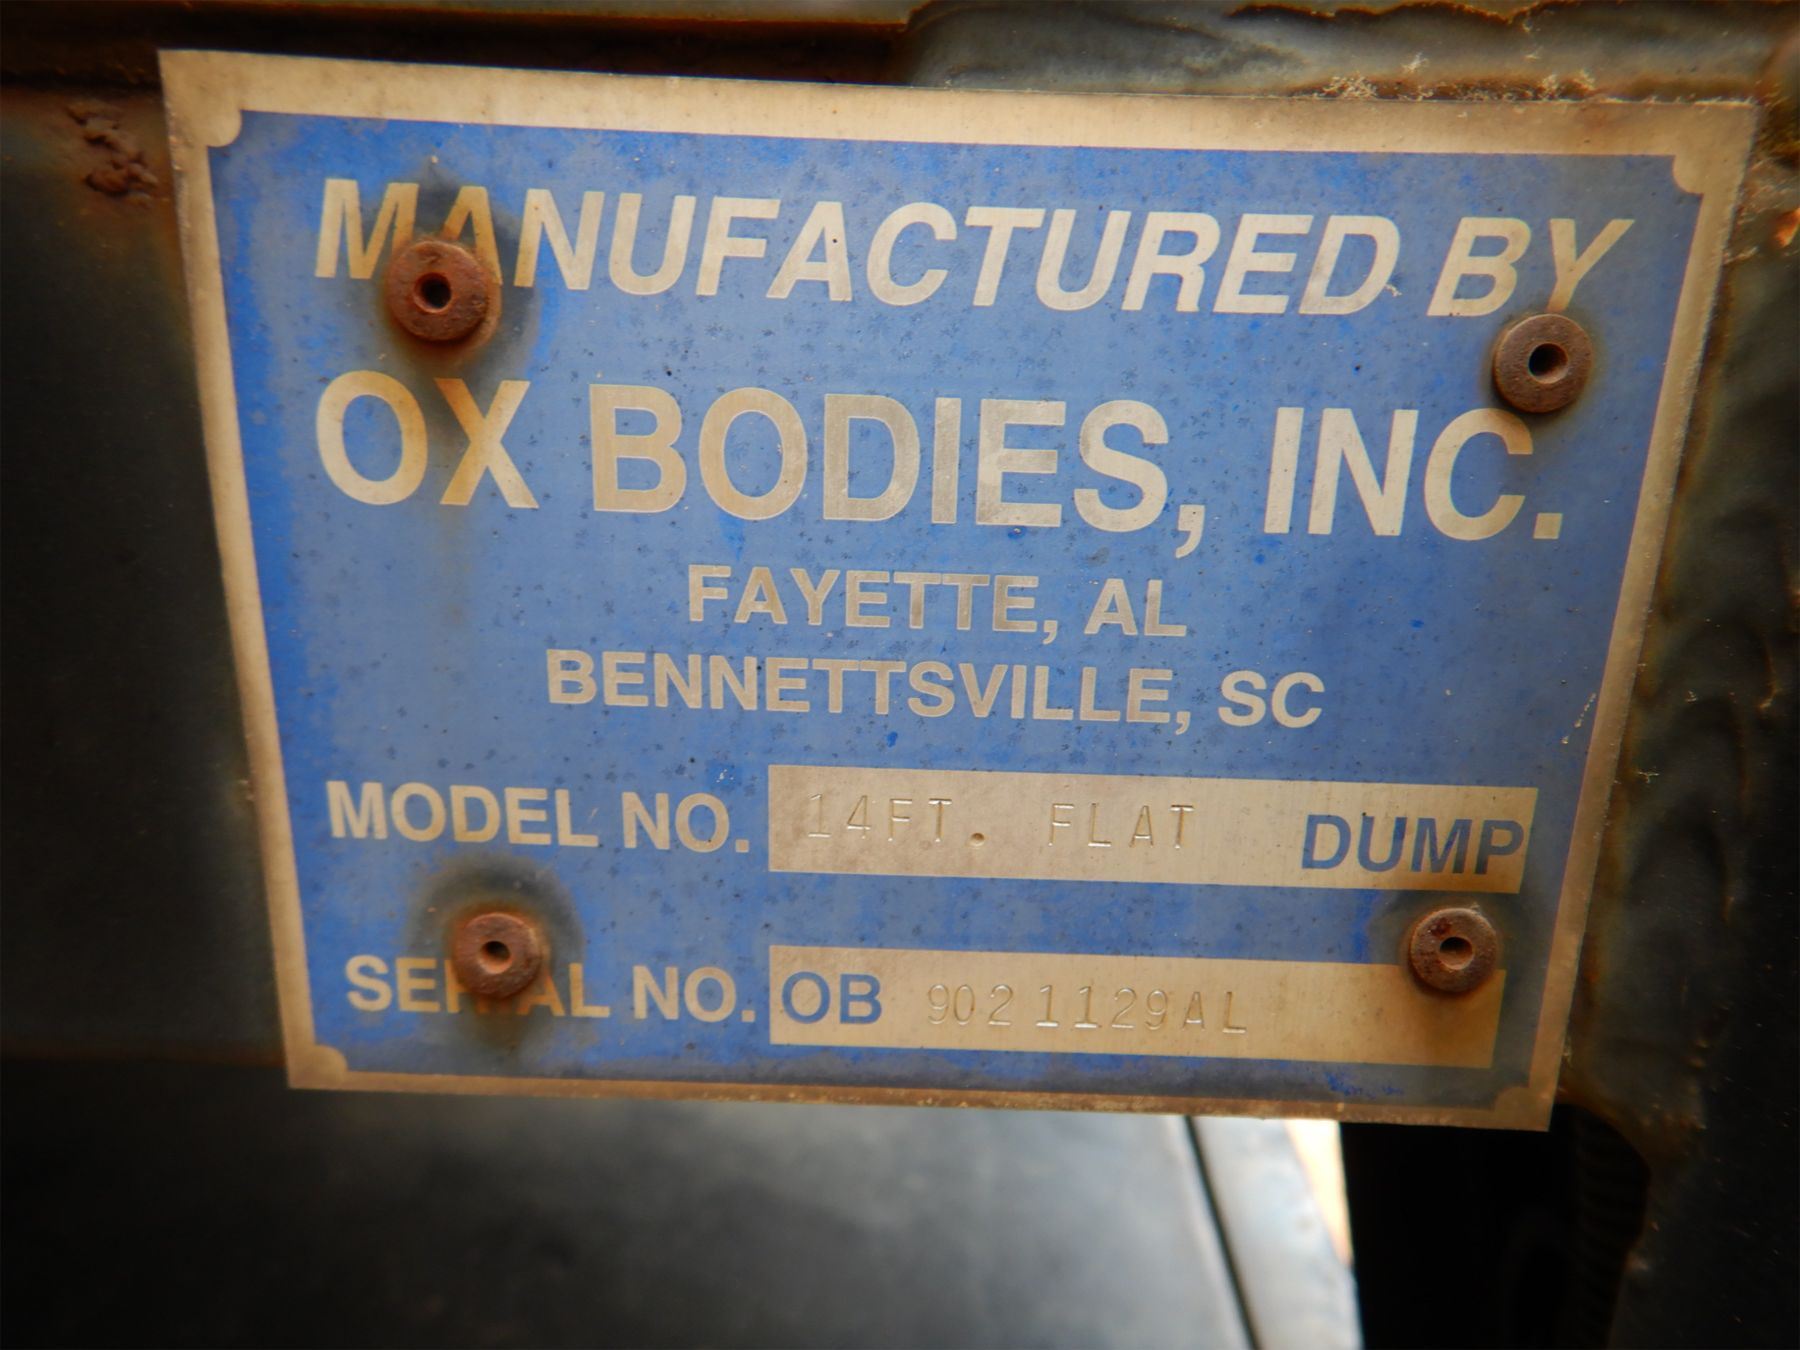 MANUFACTURED BY
OX BODIES, INC.
FAYETTE, AL
BENNETTSVILLE, SC
MODEL NO. 14FT. FLAT DUMP
SERIAL NO. OB 9021129AL